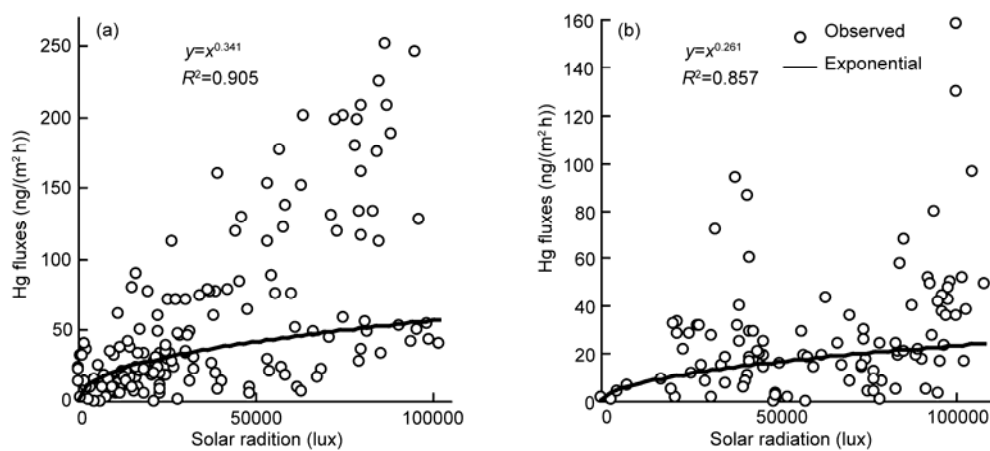 (a)
y=x^0.341
R²=0.905
250
200
150
100
50
0
Hg fluxes (ng/(m² h))
50000
100000
Solar radition (lux)
(b)
y=x^0.261
R²=0.857
Observed
Exponential
160
140
120
100
80
60
40
20
0
Hg fluxes (ng/(m² h))
0
50000
100000
Solar radiation (lux)